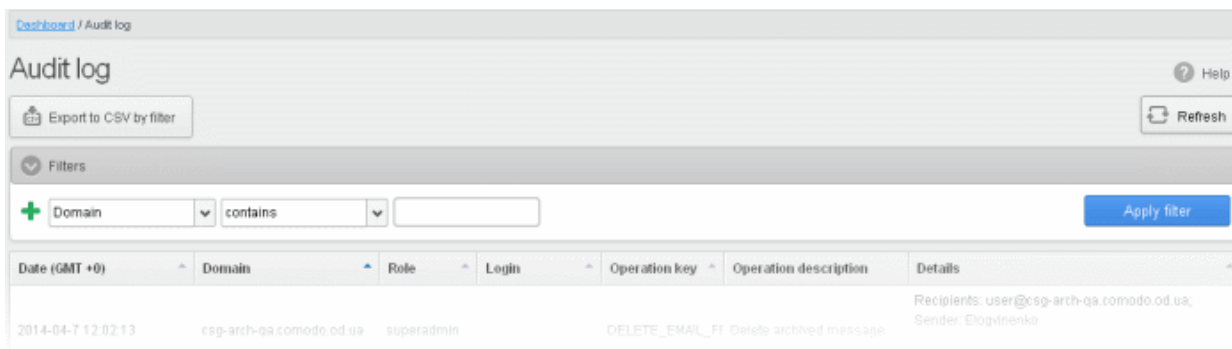 Dashboard / Audit log
Audit log
Help
Export to CSV by filter
Refresh
Filters
Domain contains Apply filter
Date (GMT +0) Domain Role Login Operation key Operation description Details
Recipients: user@csg-arch-qa.comodo.od.ua;
2014-04-7 12:02:13 csg-arch-qa.comodo.od.ua superadmin Delete archived message Sender: Elogvinenko